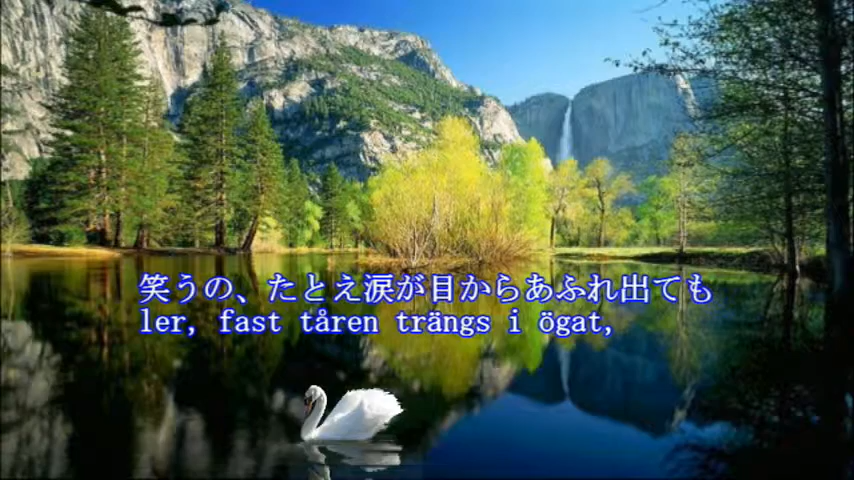 笑うの、たとえ涙が目からあふれ出ても
ler, fast tåren trängs i ögat,